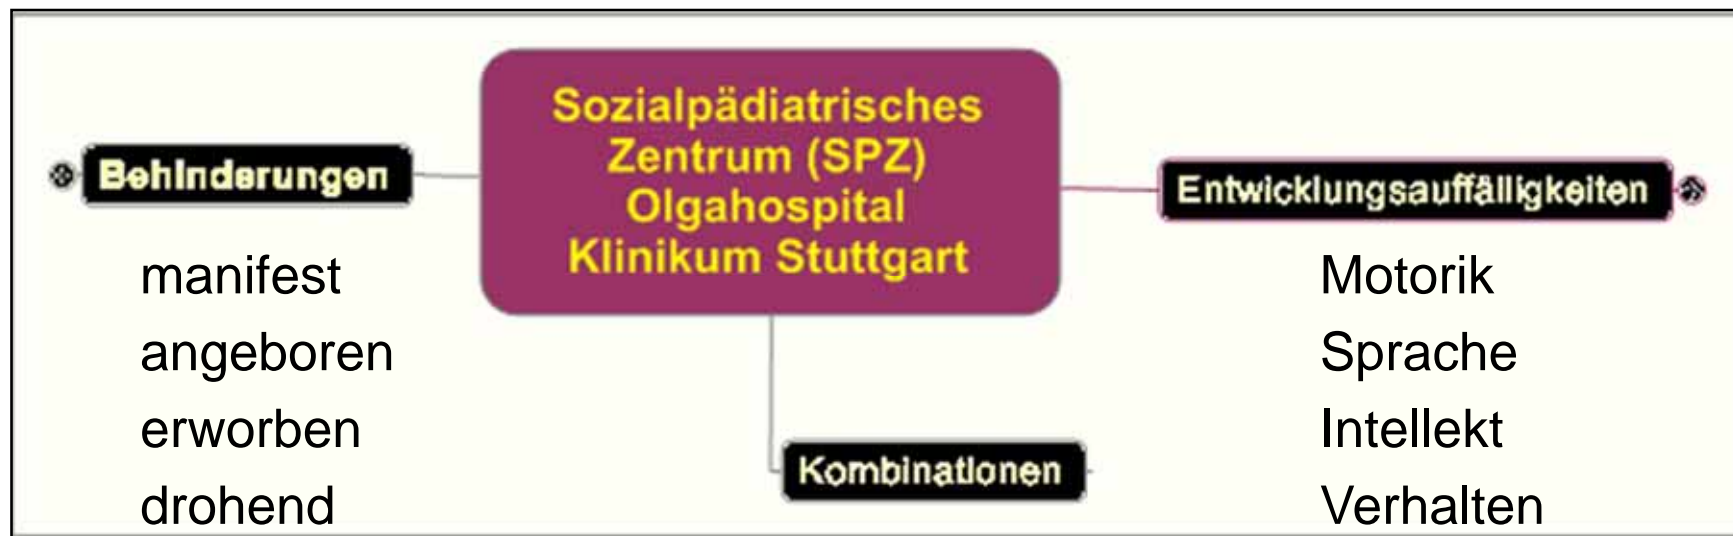 Sozialpädiatrisches
Zentrum (SPZ)
Olgahospital
Klinikum Stuttgart
Behinderungen
manifest
angeboren
erworben
drohend
Kombinationen
Entwicklungsauffälligkeiten
Motorik
Sprache
Intellekt
Verhalten